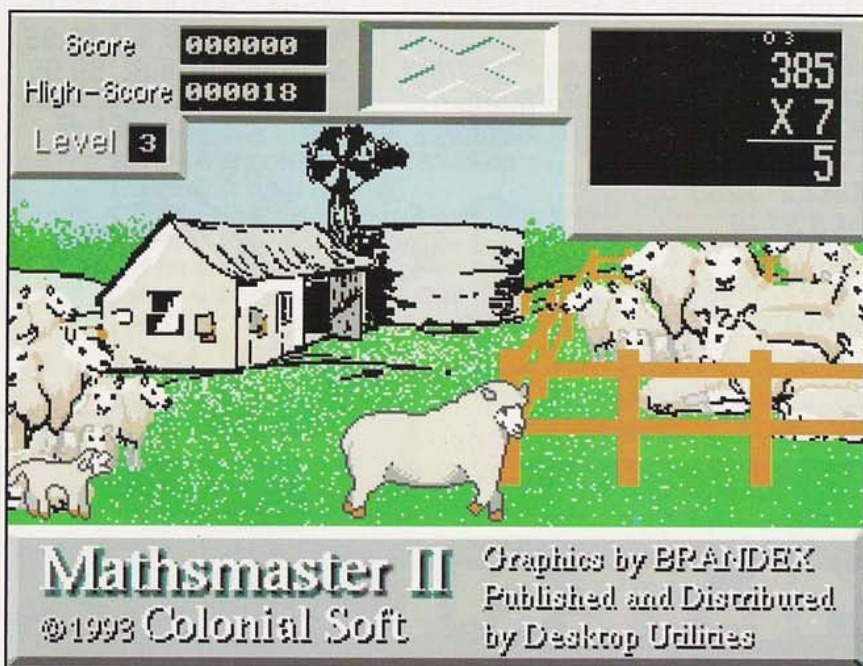 Score 000000
High-Score 000018
Level 3
0 3
385
X 7
5
Mathsmaster II
©1993 Colonial Soft
Graphics by BRANDEX
Published and Distributed
by Desktop Utilities